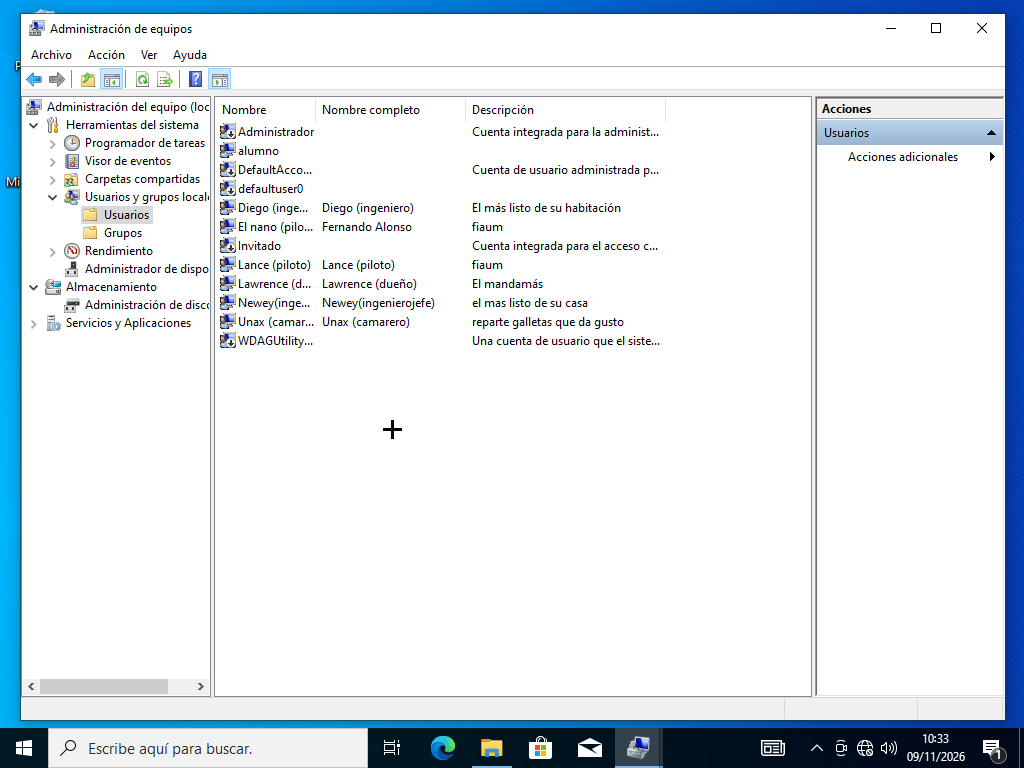 P
Mi
Administración de equipos
Archivo Acción Ver Ayuda
Administración del equipo (loc
Herramientas del sistema
Programador de tareas
Visor de eventos
Carpetas compartidas
Usuarios y grupos locale
Usuarios
Grupos
Rendimiento
Administrador de dispo
Almacenamiento
Administración de disco
Servicios y Aplicaciones
Nombre Nombre completo Descripción
Administrador Cuenta integrada para la administ...
alumno
DefaultAcco... Cuenta de usuario administrada p...
defaultuser0
Diego (inge... Diego (ingeniero) El más listo de su habitación
El nano (pilo... Fernando Alonso fiaum
Invitado Cuenta integrada para el acceso c...
Lance (piloto) Lance (piloto) fiaum
Lawrence (d... Lawrence (dueño) El mandamás
Newey(inge... Newey(ingenierojefe) el mas listo de su casa
Unax (camar... Unax (camarero) reparte galletas que da gusto
WDAGUtility... Una cuenta de usuario que el siste...
Acciones
Usuarios
Acciones adicionales
Escribe aquí para buscar.
10:33
09/11/2026
1